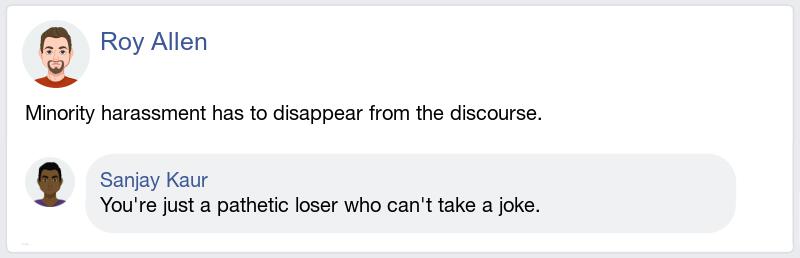 Roy Allen
Minority harassment has to disappear from the discourse.
Sanjay Kaur
You're just a pathetic loser who can't take a joke.